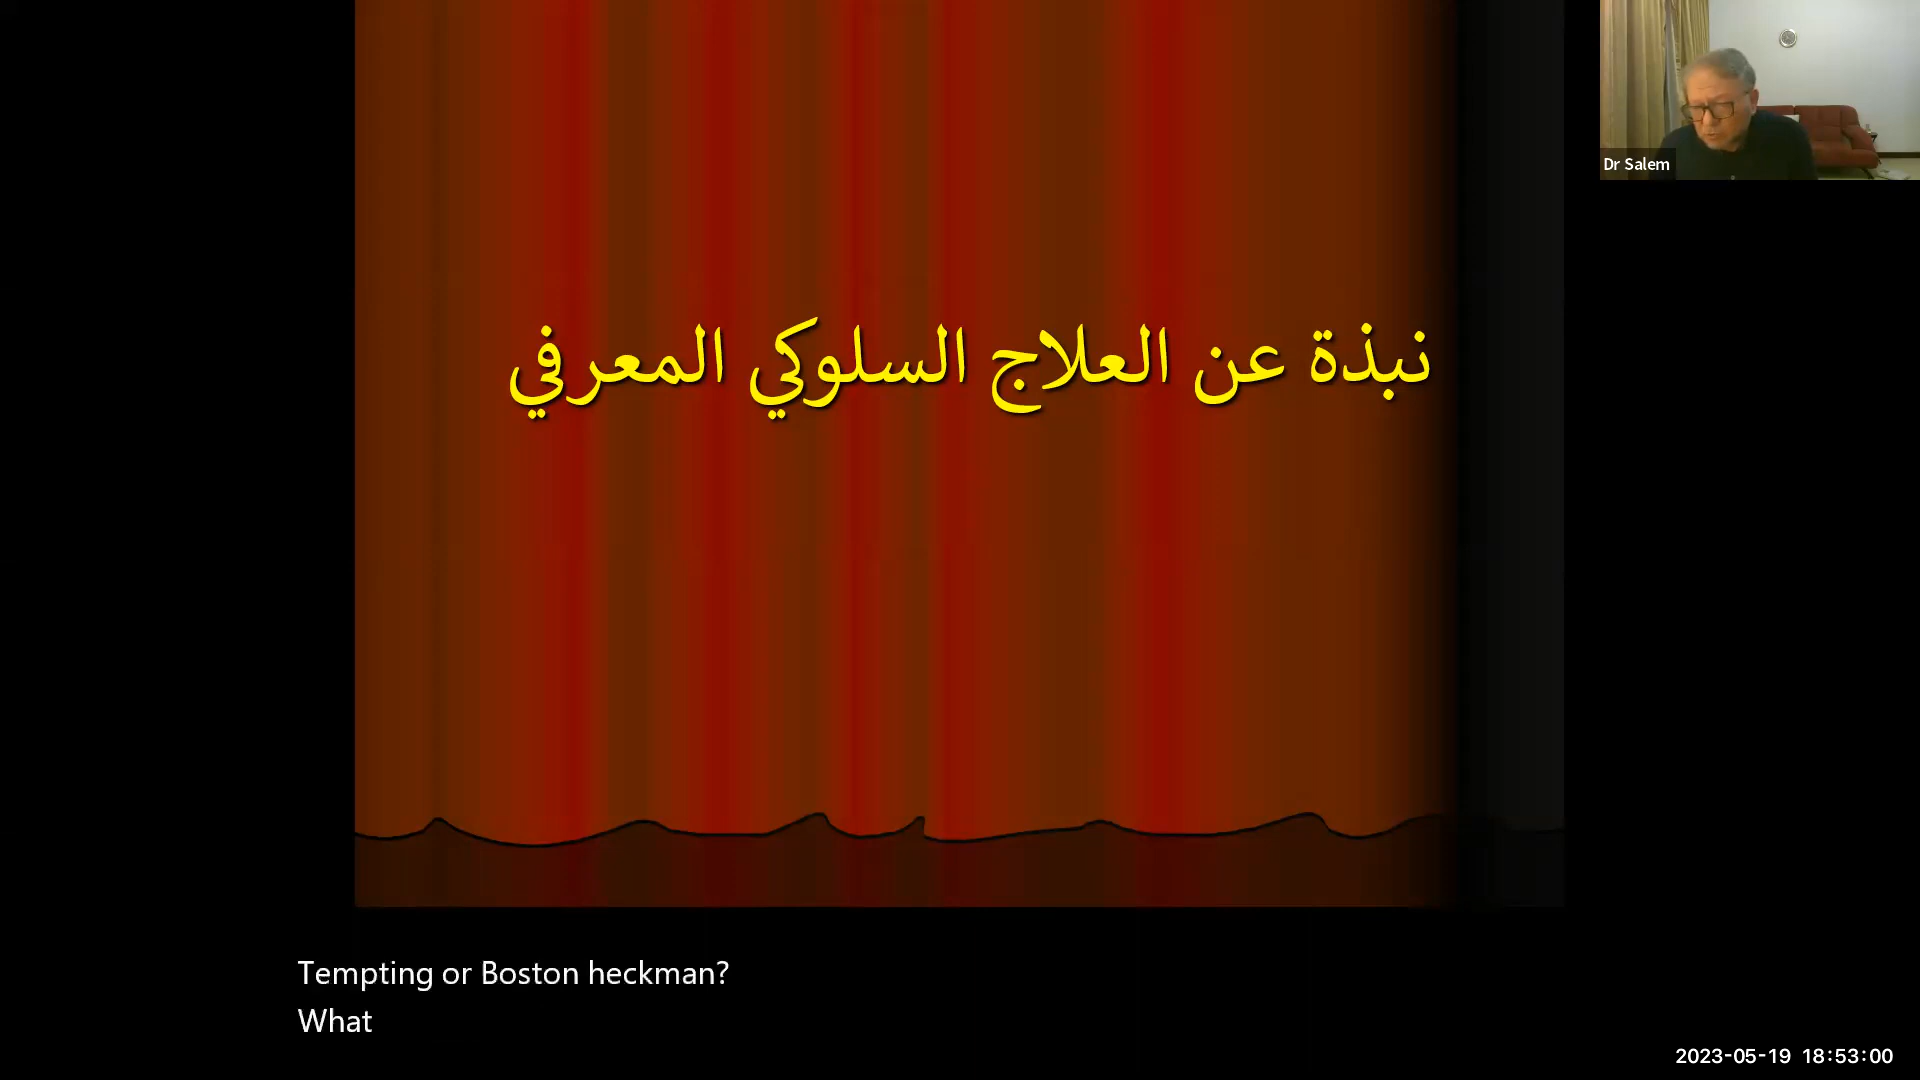 نبذة عن العلاج السلوكي المعرفي
Dr Salem
Tempting or Boston heckman?
What
2023-05-19 18:53:00